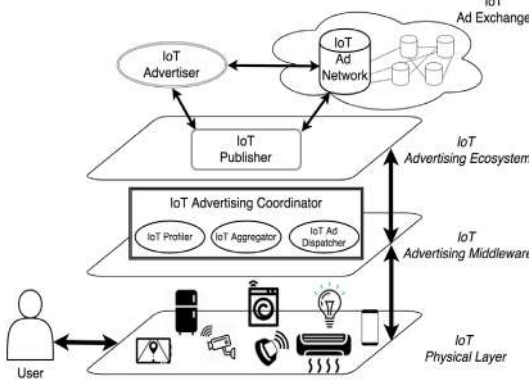 IoT
Ad Exchange
IoT
Advertiser
IoT
Ad
Network
IoT
Publisher
IoT
Advertising Ecosystem
IoT Advertising Coordinator
IoT Profiler
IoT Aggregator
IoT Ad
Dispatcher
IoT
Advertising Middleware
User
IoT
Physical Layer